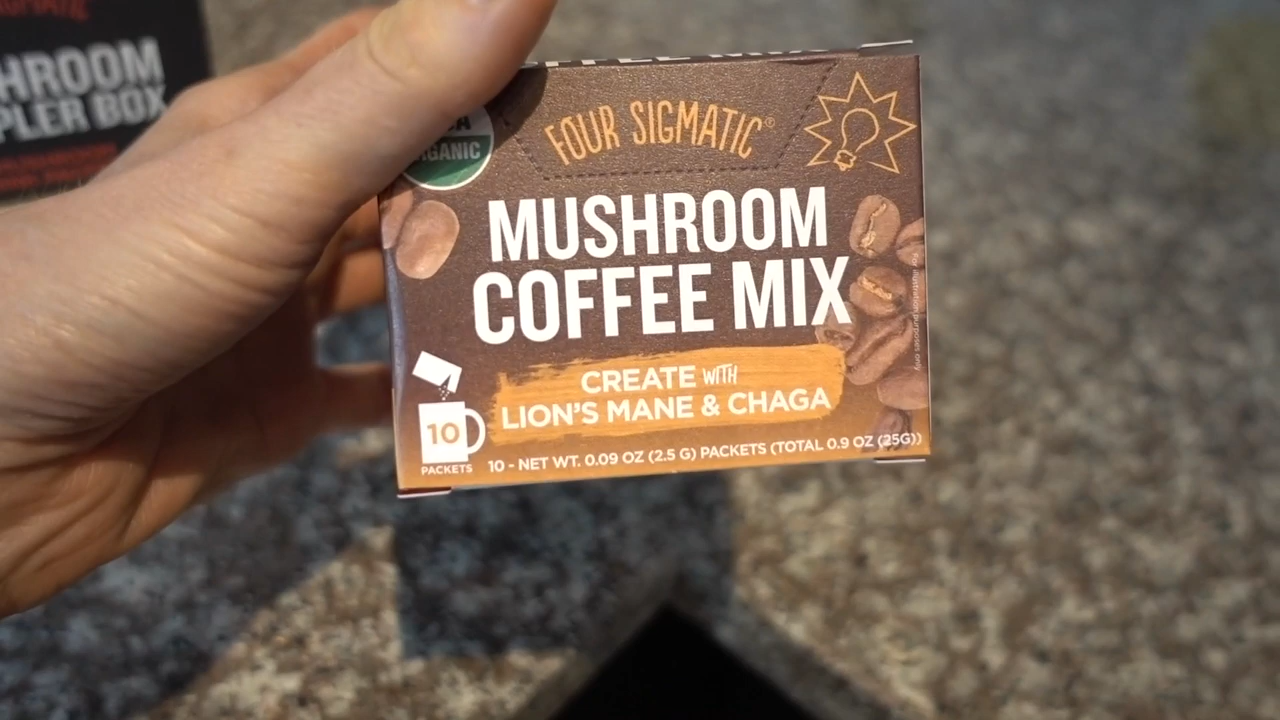 HROOM
PLER BOX
ORGANIC
FOUR SIGMATIC®
MUSHROOM
COFFEE MIX
CREATE WITH
LION'S MANE & CHAGA
10
PACKETS
10 - NET WT. 0.09 OZ (2.5 G) PACKETS (TOTAL 0.9 OZ (25G))
For illustration purposes only